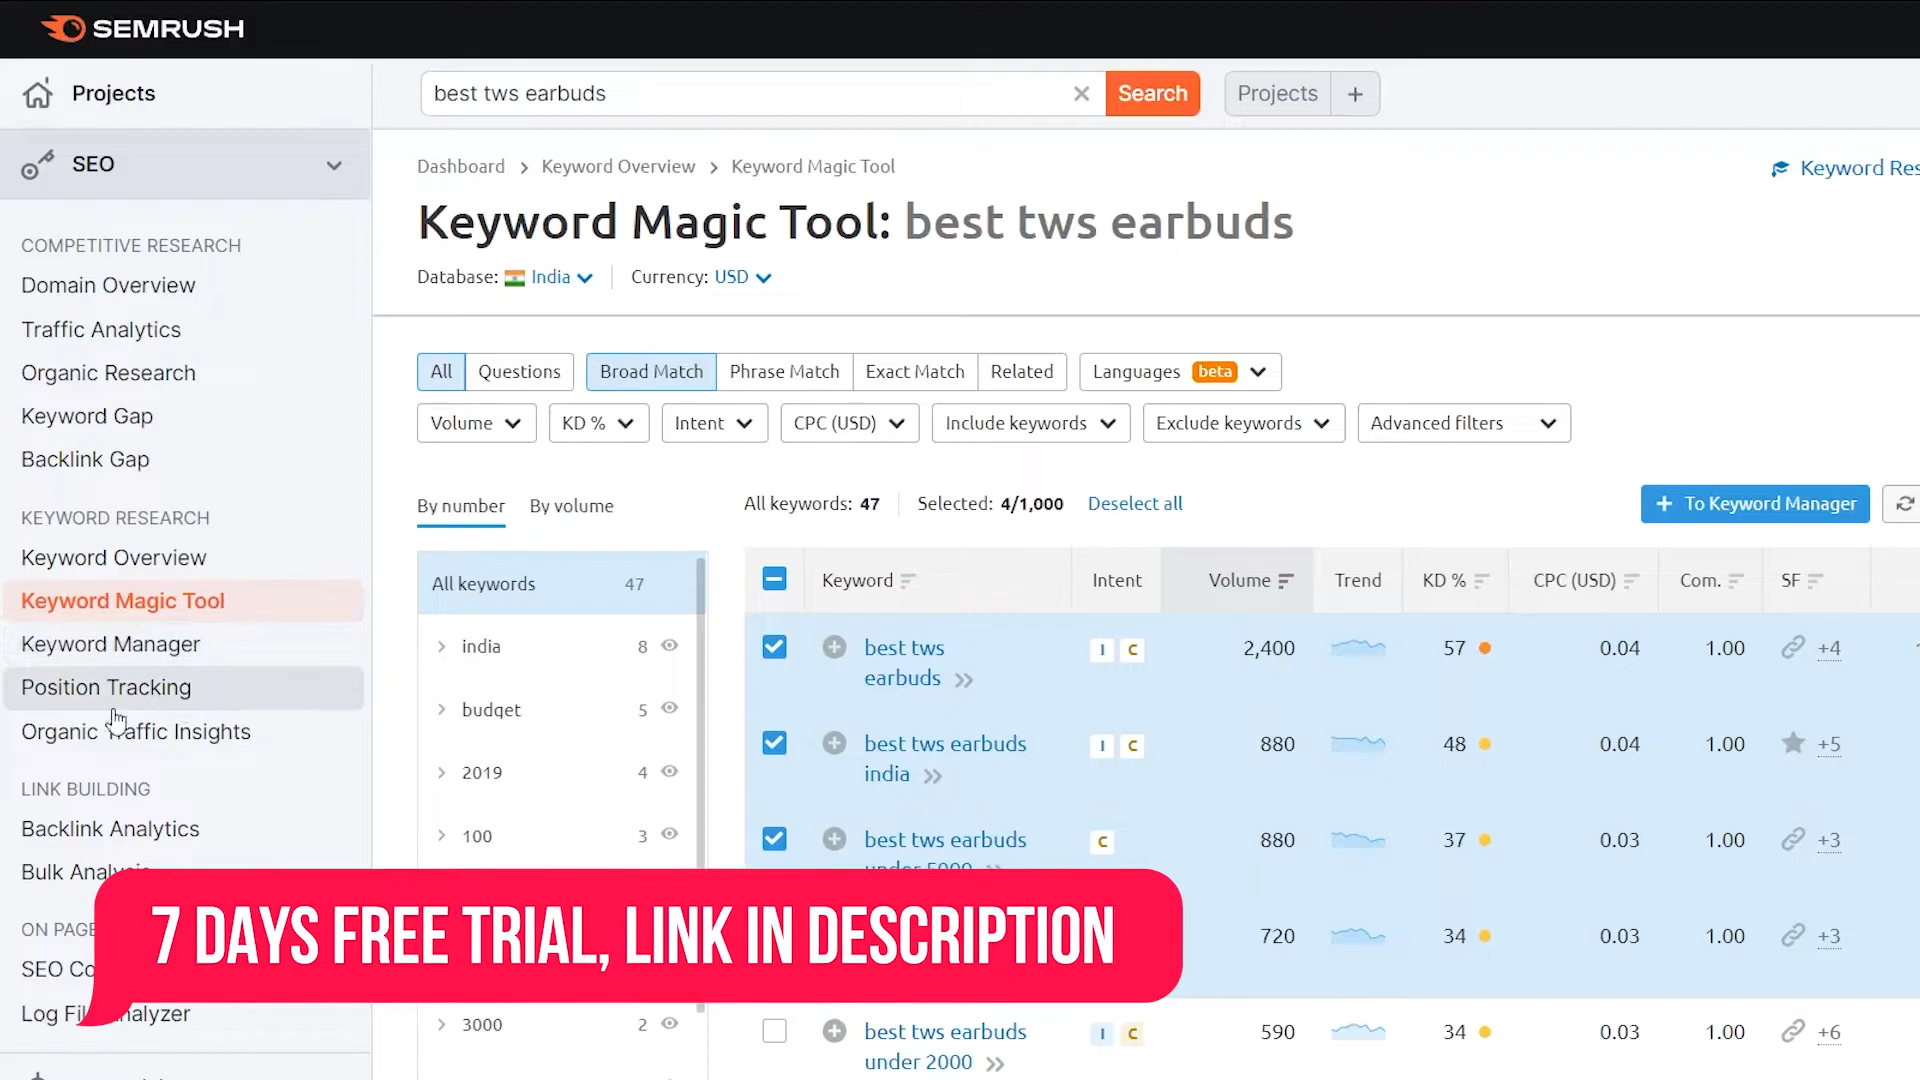 SEMRUSH
Projects
best tws earbuds
Search
Projects
+
SEO
COMPETITIVE RESEARCH
Domain Overview
Traffic Analytics
Organic Research
Keyword Gap
Backlink Gap
KEYWORD RESEARCH
Keyword Overview
Keyword Magic Tool
Keyword Manager
Position Tracking
Organic Traffic Insights
LINK BUILDING
Backlink Analytics
Bulk Analysis
ON PAGE
SEO Co
Log File Analyzer
Dashboard > Keyword Overview > Keyword Magic Tool
Keyword Res
Keyword Magic Tool: best tws earbuds
Database: India
Currency: USD
All Questions Broad Match Phrase Match Exact Match Related Languages beta
Volume KD % Intent CPC (USD) Include keywords Exclude keywords Advanced filters
By number By volume
All keywords: 47 Selected: 4/1,000 Deselect all
+ To Keyword Manager
All keywords 47
india 8
budget 5
2019 4
100 3
3000 2
Keyword Intent Volume Trend KD % CPC (USD) Com. SF
best tws earbuds I C 2,400 57 0.04 1.00 +4
best tws earbuds india I C 880 48 0.04 1.00 +5
best tws earbuds under 5000 C 880 37 0.03 1.00 +3
720 34 0.03 1.00 +3
best tws earbuds under 2000 I C 590 34 0.03 1.00 +6
7 DAYS FREE TRIAL, LINK IN DESCRIPTION